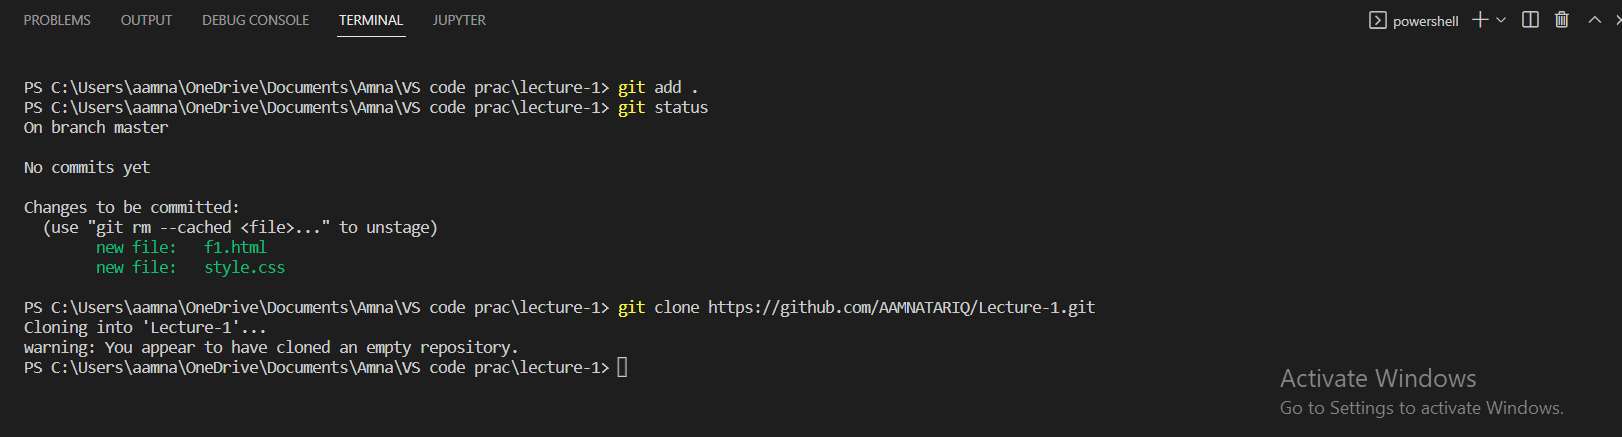 PROBLEMS OUTPUT DEBUG CONSOLE TERMINAL JUPYTER powershell
PS C:\Users\aamna\OneDrive\Documents\Amna\VS code prac\lecture-1> git add .
PS C:\Users\aamna\OneDrive\Documents\Amna\VS code prac\lecture-1> git status
On branch master
No commits yet
Changes to be committed:
  (use "git rm --cached <file>..." to unstage)
        new file:   f1.html
        new file:   style.css
PS C:\Users\aamna\OneDrive\Documents\Amna\VS code prac\lecture-1> git clone https://github.com/AAMNATARIQ/Lecture-1.git
Cloning into 'Lecture-1'...
warning: You appear to have cloned an empty repository.
PS C:\Users\aamna\OneDrive\Documents\Amna\VS code prac\lecture-1>
Activate Windows
Go to Settings to activate Windows.